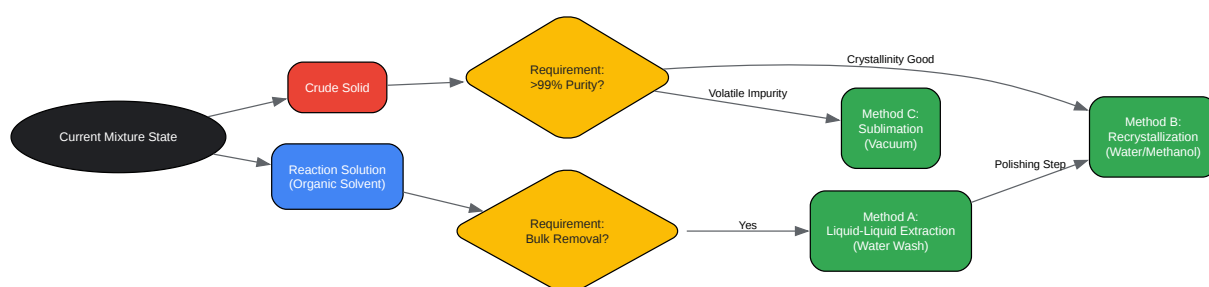 Current Mixture State
Crude Solid
Reaction Solution
(Organic Solvent)
Requirement:
>99% Purity?
Requirement:
Bulk Removal?
Crystallinity Good
Volatile Impurity
Yes
Method C:
Sublimation
(Vacuum)
Method A:
Liquid-Liquid Extraction
(Water Wash)
Polishing Step
Method B:
Recrystallization
(Water/Methanol)